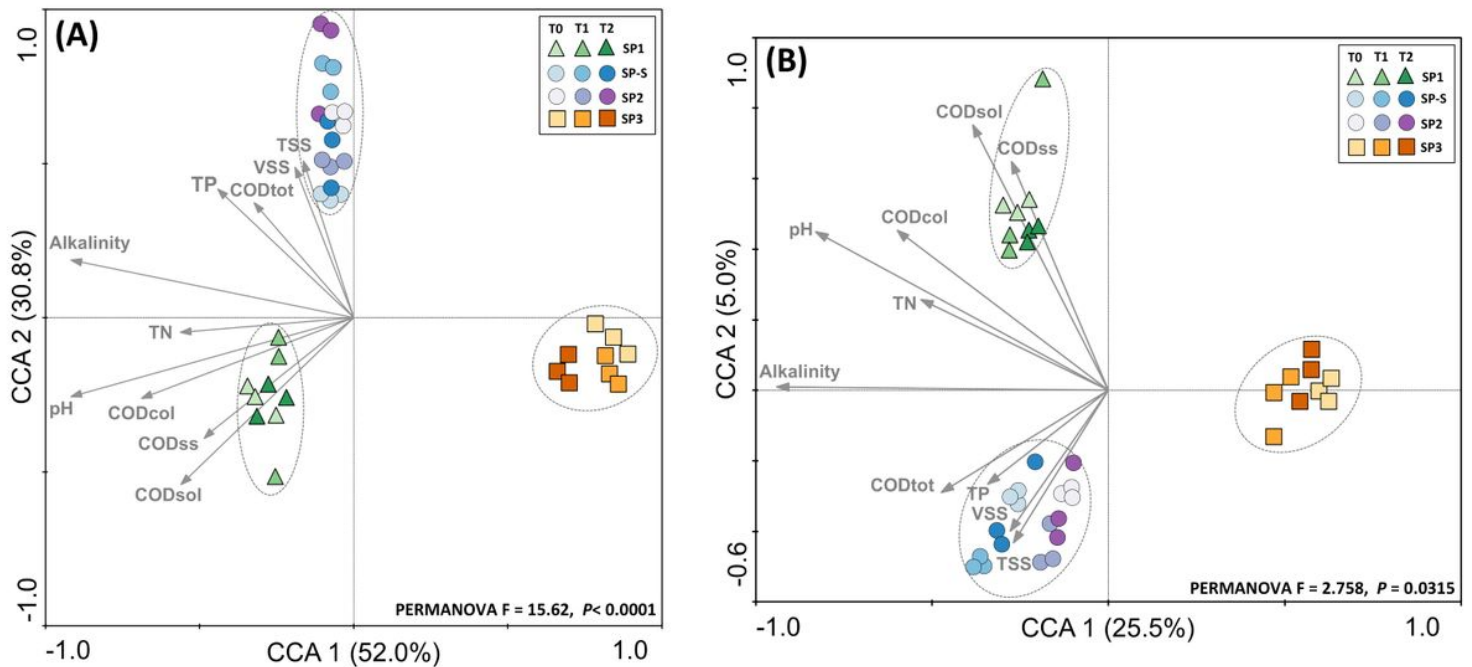 (A)
1.0
T0 T1 T2
SP1
SP-S
SP2
SP3
TSS
VSS
TP
CODtot
Alkalinity
TN
pH
CODcol
CODss
CODsol
CCA 2 (30.8%)
-1.0
PERMANOVA F = 15.62, P< 0.0001
-1.0
CCA 1 (52.0%)
1.0
(B)
1.0
T0 T1 T2
SP1
SP-S
SP2
SP3
CODsol
CODss
CODcol
pH
TN
Alkalinity
CODtot
TP
VSS
TSS
CCA 2 (5.0%)
-0.6
PERMANOVA F = 2.758, P = 0.0315
-1.0
CCA 1 (25.5%)
1.0